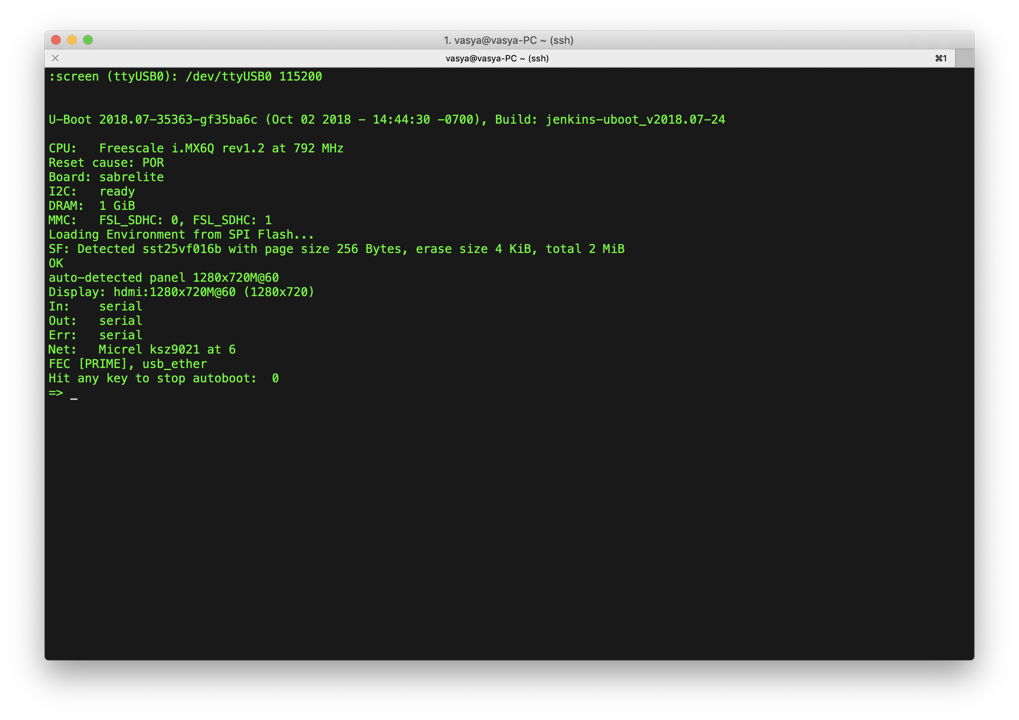 1. vasya@vasya-PC ~ (ssh)
vasya@vasya-PC ~ (ssh) ⌘1
:screen (ttyUSB0): /dev/ttyUSB0 115200
U-Boot 2018.07-35363-gf35ba6c (Oct 02 2018 - 14:44:30 -0700), Build: jenkins-uboot_v2018.07-24
CPU:   Freescale i.MX6Q rev1.2 at 792 MHz
Reset cause: POR
Board: sabrelite
I2C:   ready
DRAM:  1 GiB
MMC:   FSL_SDHC: 0, FSL_SDHC: 1
Loading Environment from SPI Flash...
SF: Detected sst25vf016b with page size 256 Bytes, erase size 4 KiB, total 2 MiB
OK
auto-detected panel 1280x720M@60
Display: hdmi:1280x720M@60 (1280x720)
In:    serial
Out:   serial
Err:   serial
Net:   Micrel ksz9021 at 6
FEC [PRIME], usb_ether
Hit any key to stop autoboot:  0
=> _